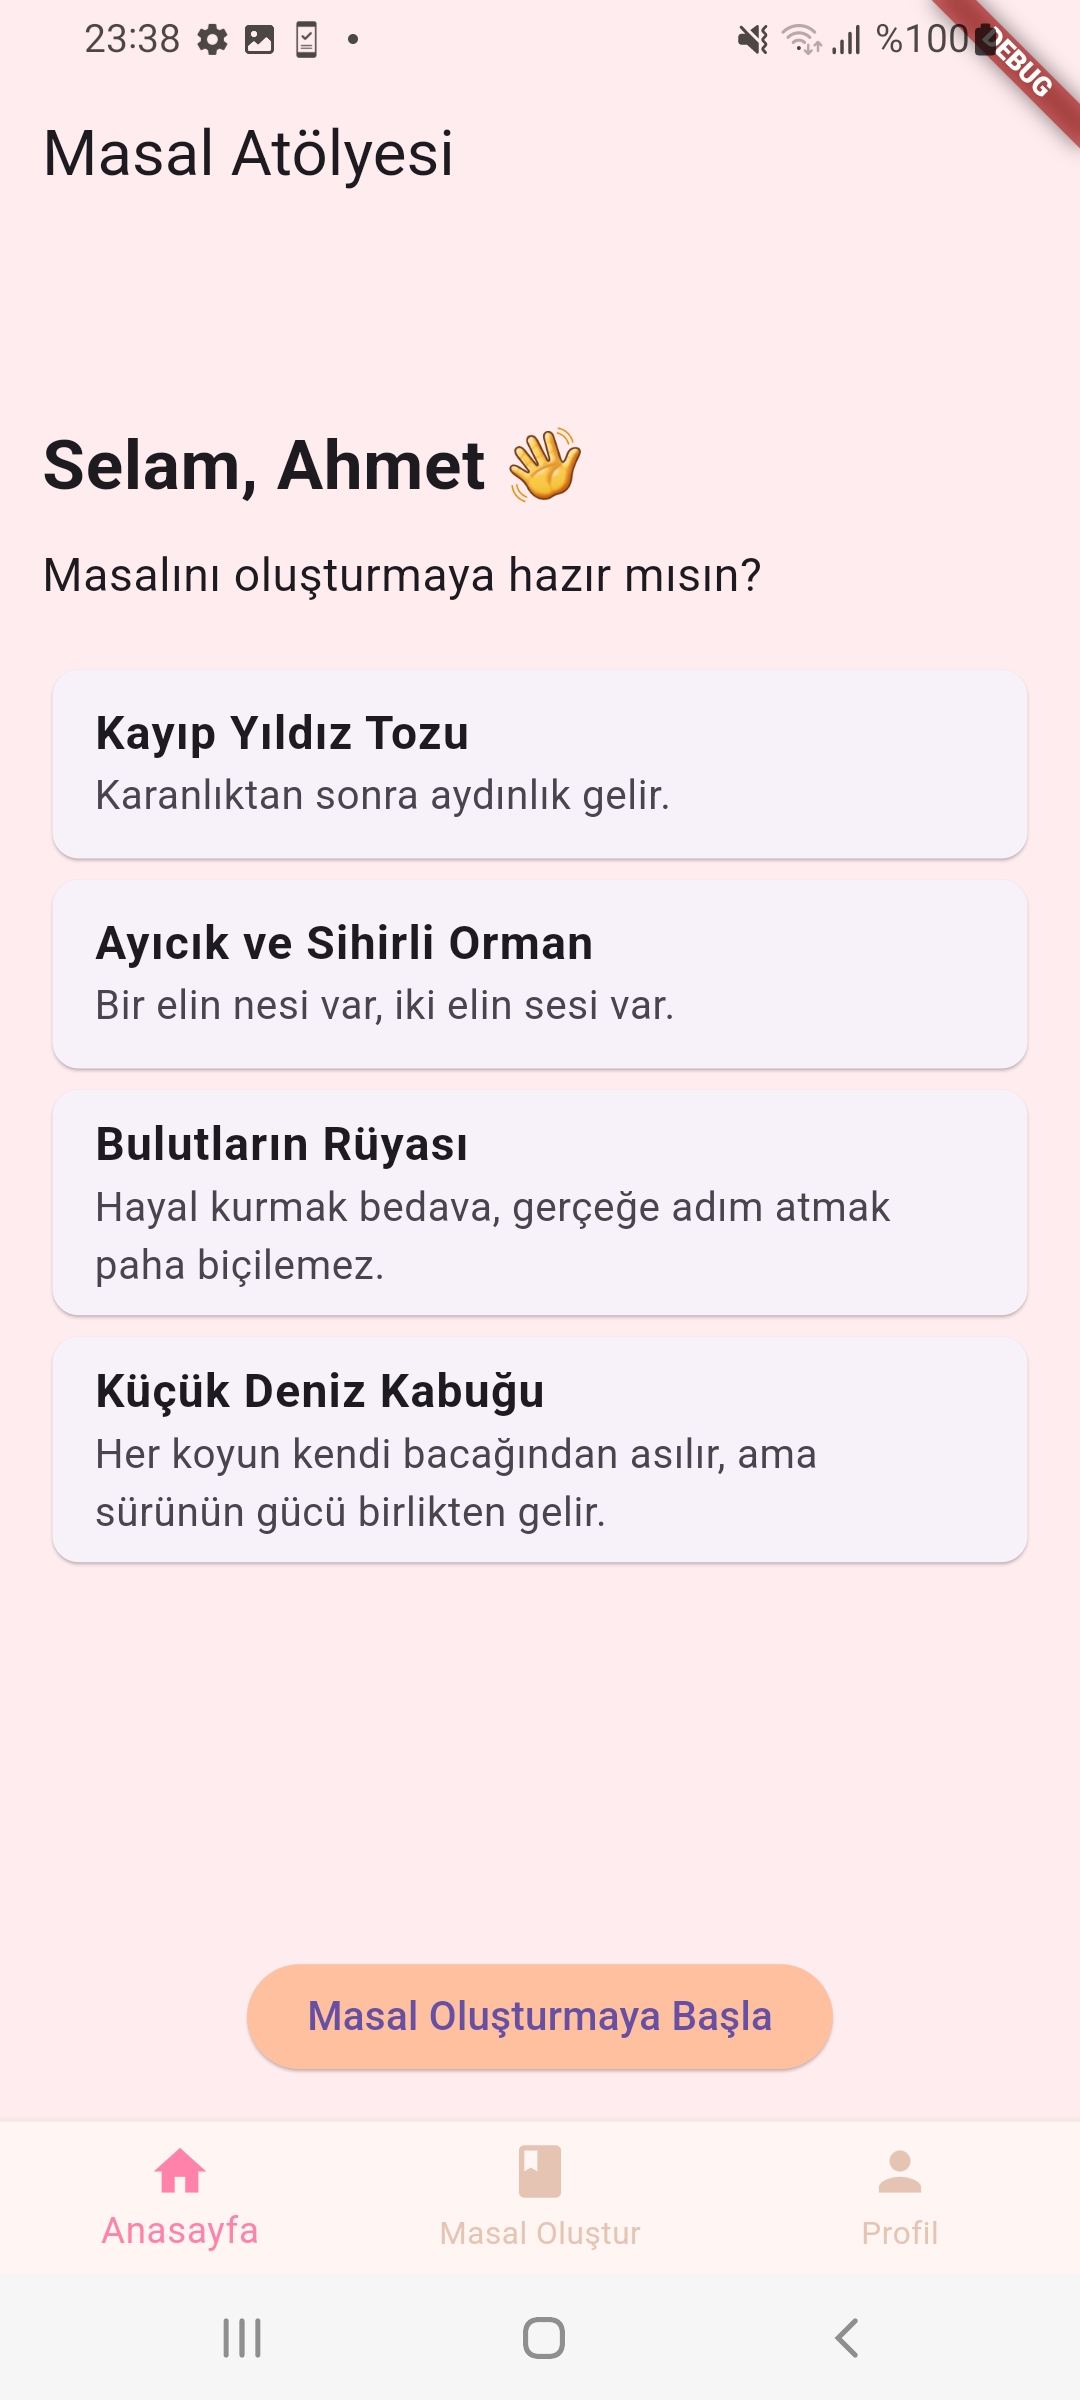 23:38
%100
DEBUG
Masal Atölyesi
Selam, Ahmet 👋
Masalını oluşturmaya hazır mısın?
Kayıp Yıldız Tozu
Karanlıktan sonra aydınlık gelir.
Ayıcık ve Sihirli Orman
Bir elin nesi var, iki elin sesi var.
Bulutların Rüyası
Hayal kurmak bedava, gerçeğe adım atmak
paha biçilemez.
Küçük Deniz Kabuğu
Her koyun kendi bacağından asılır, ama
sürünün gücü birlikten gelir.
Masal Oluşturmaya Başla
Anasayfa
Masal Oluştur
Profil